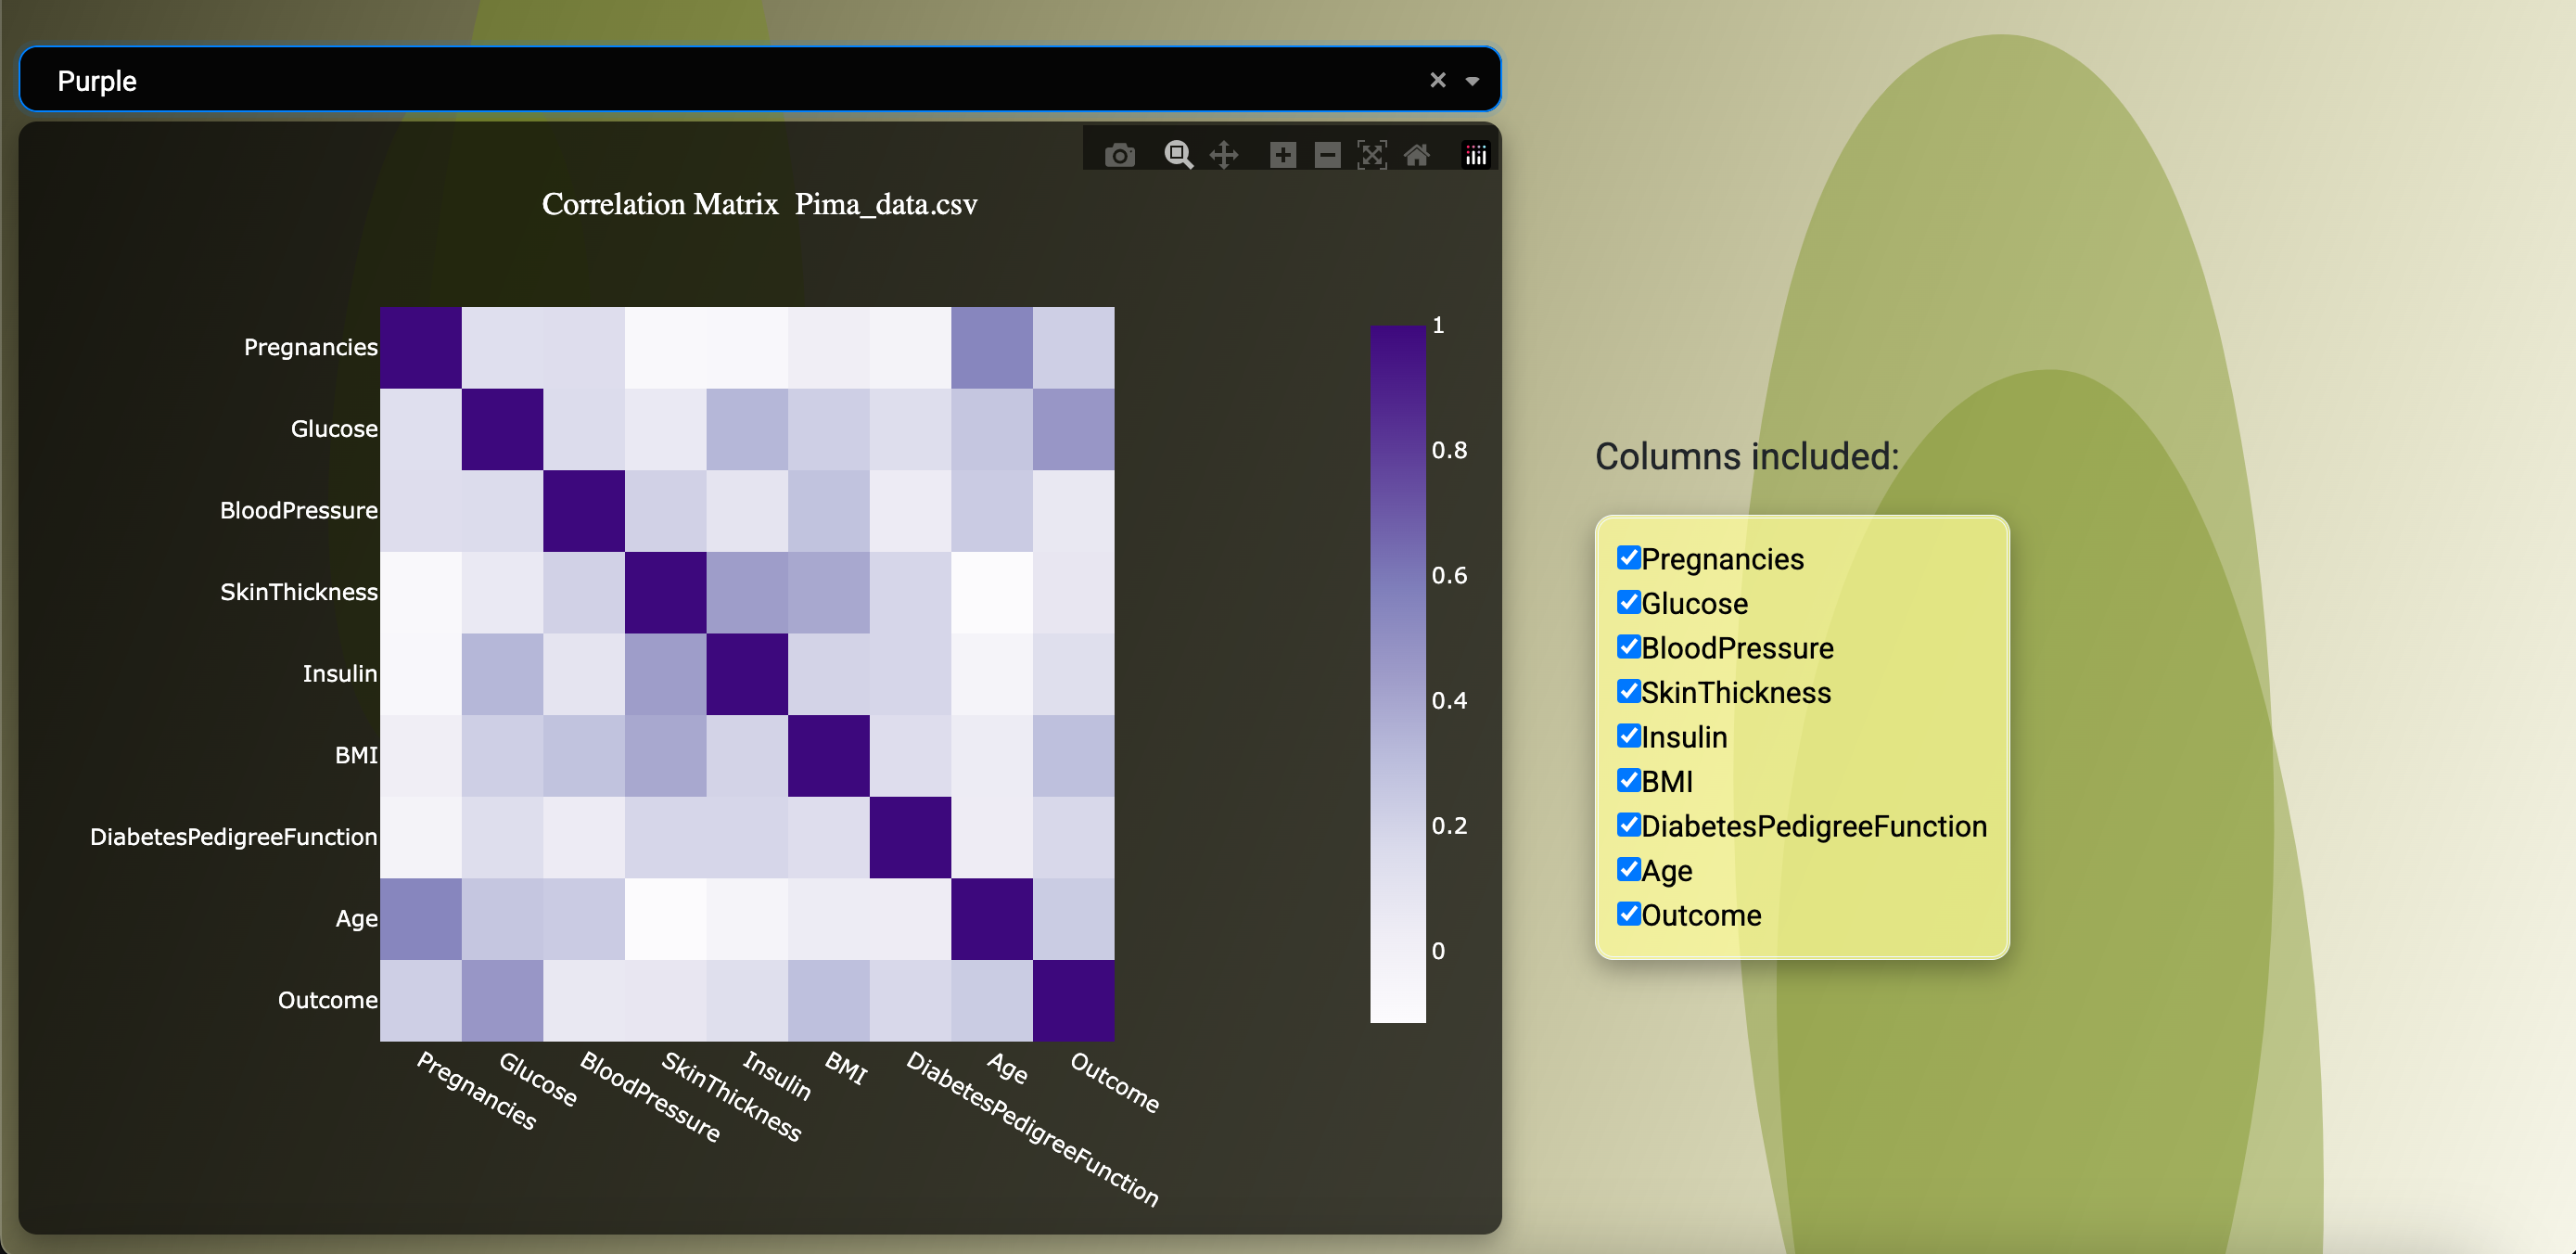 Purple
Correlation Matrix  Pima_data.csv
Pregnancies
Glucose
BloodPressure
SkinThickness
Insulin
BMI
DiabetesPedigreeFunction
Age
Outcome
Pregnancies
Glucose
BloodPressure
SkinThickness
Insulin
BMI
DiabetesPedigreeFunction
Age
Outcome
1
0.8
0.6
0.4
0.2
0
Columns included:
Pregnancies
Glucose
BloodPressure
SkinThickness
Insulin
BMI
DiabetesPedigreeFunction
Age
Outcome